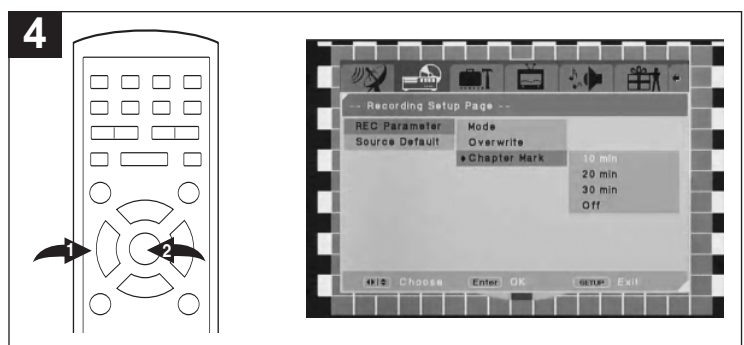 4
1
2
-- Recording Setup Page --
REC Parameter
Source Default
Mode
Overwrite
Chapter Mark
10 min
20 min
30 min
Off
Choose
Enter OK
SETUP Exit